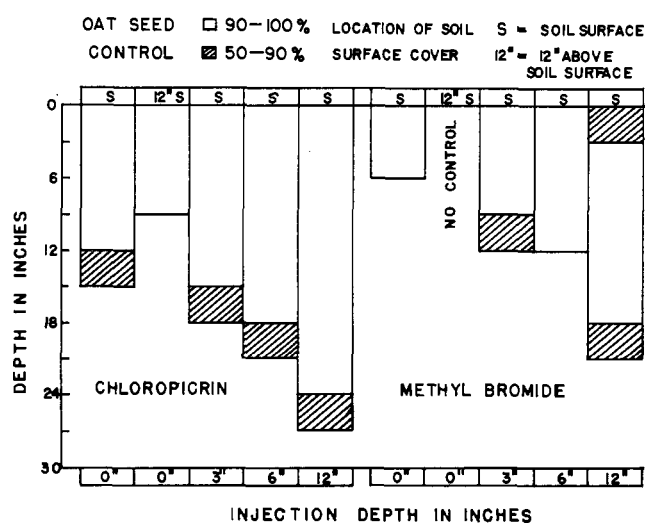 OAT SEED 90—100% LOCATION OF SOIL S = SOIL SURFACE
CONTROL 50—90% SURFACE COVER 12" = 12" ABOVE
SOIL SURFACE
S 12" S S S S S 12" S S S S
0
6
12
18
24
30
DEPTH IN INCHES
NO CONTROL
CHLOROPICRIN METHYL BROMIDE
0" 0" 3" 6" 12" 0" 0" 3" 6" 12"
INJECTION DEPTH IN INCHES